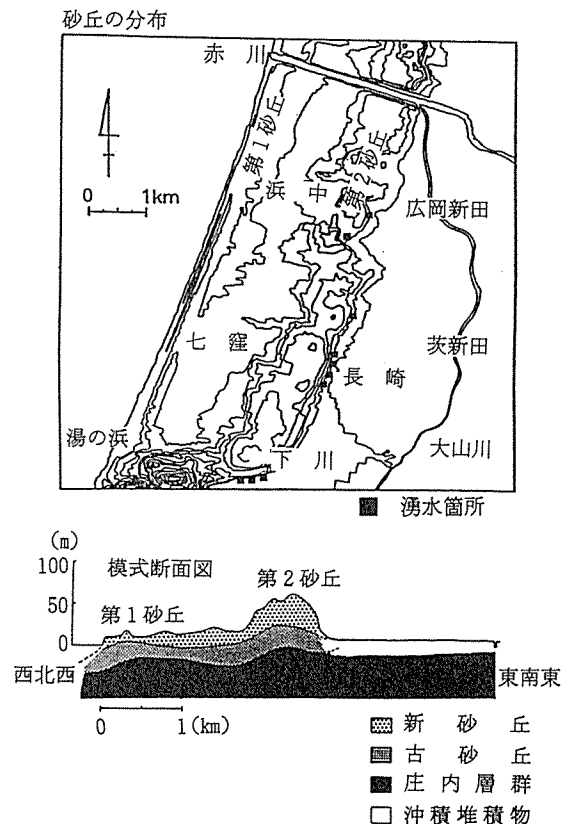 砂丘の分布
赤川
第1砂丘
第2砂丘
0 1km
浜中
広岡新田
七窪
茨新田
長崎
湯の浜
下川
大山川
■ 湧水箇所
(m)
100
模式断面図
第2砂丘
50
第1砂丘
0
西北西
東南東
0 1(km)
新砂丘
古砂丘
庄内層群
沖積堆積物